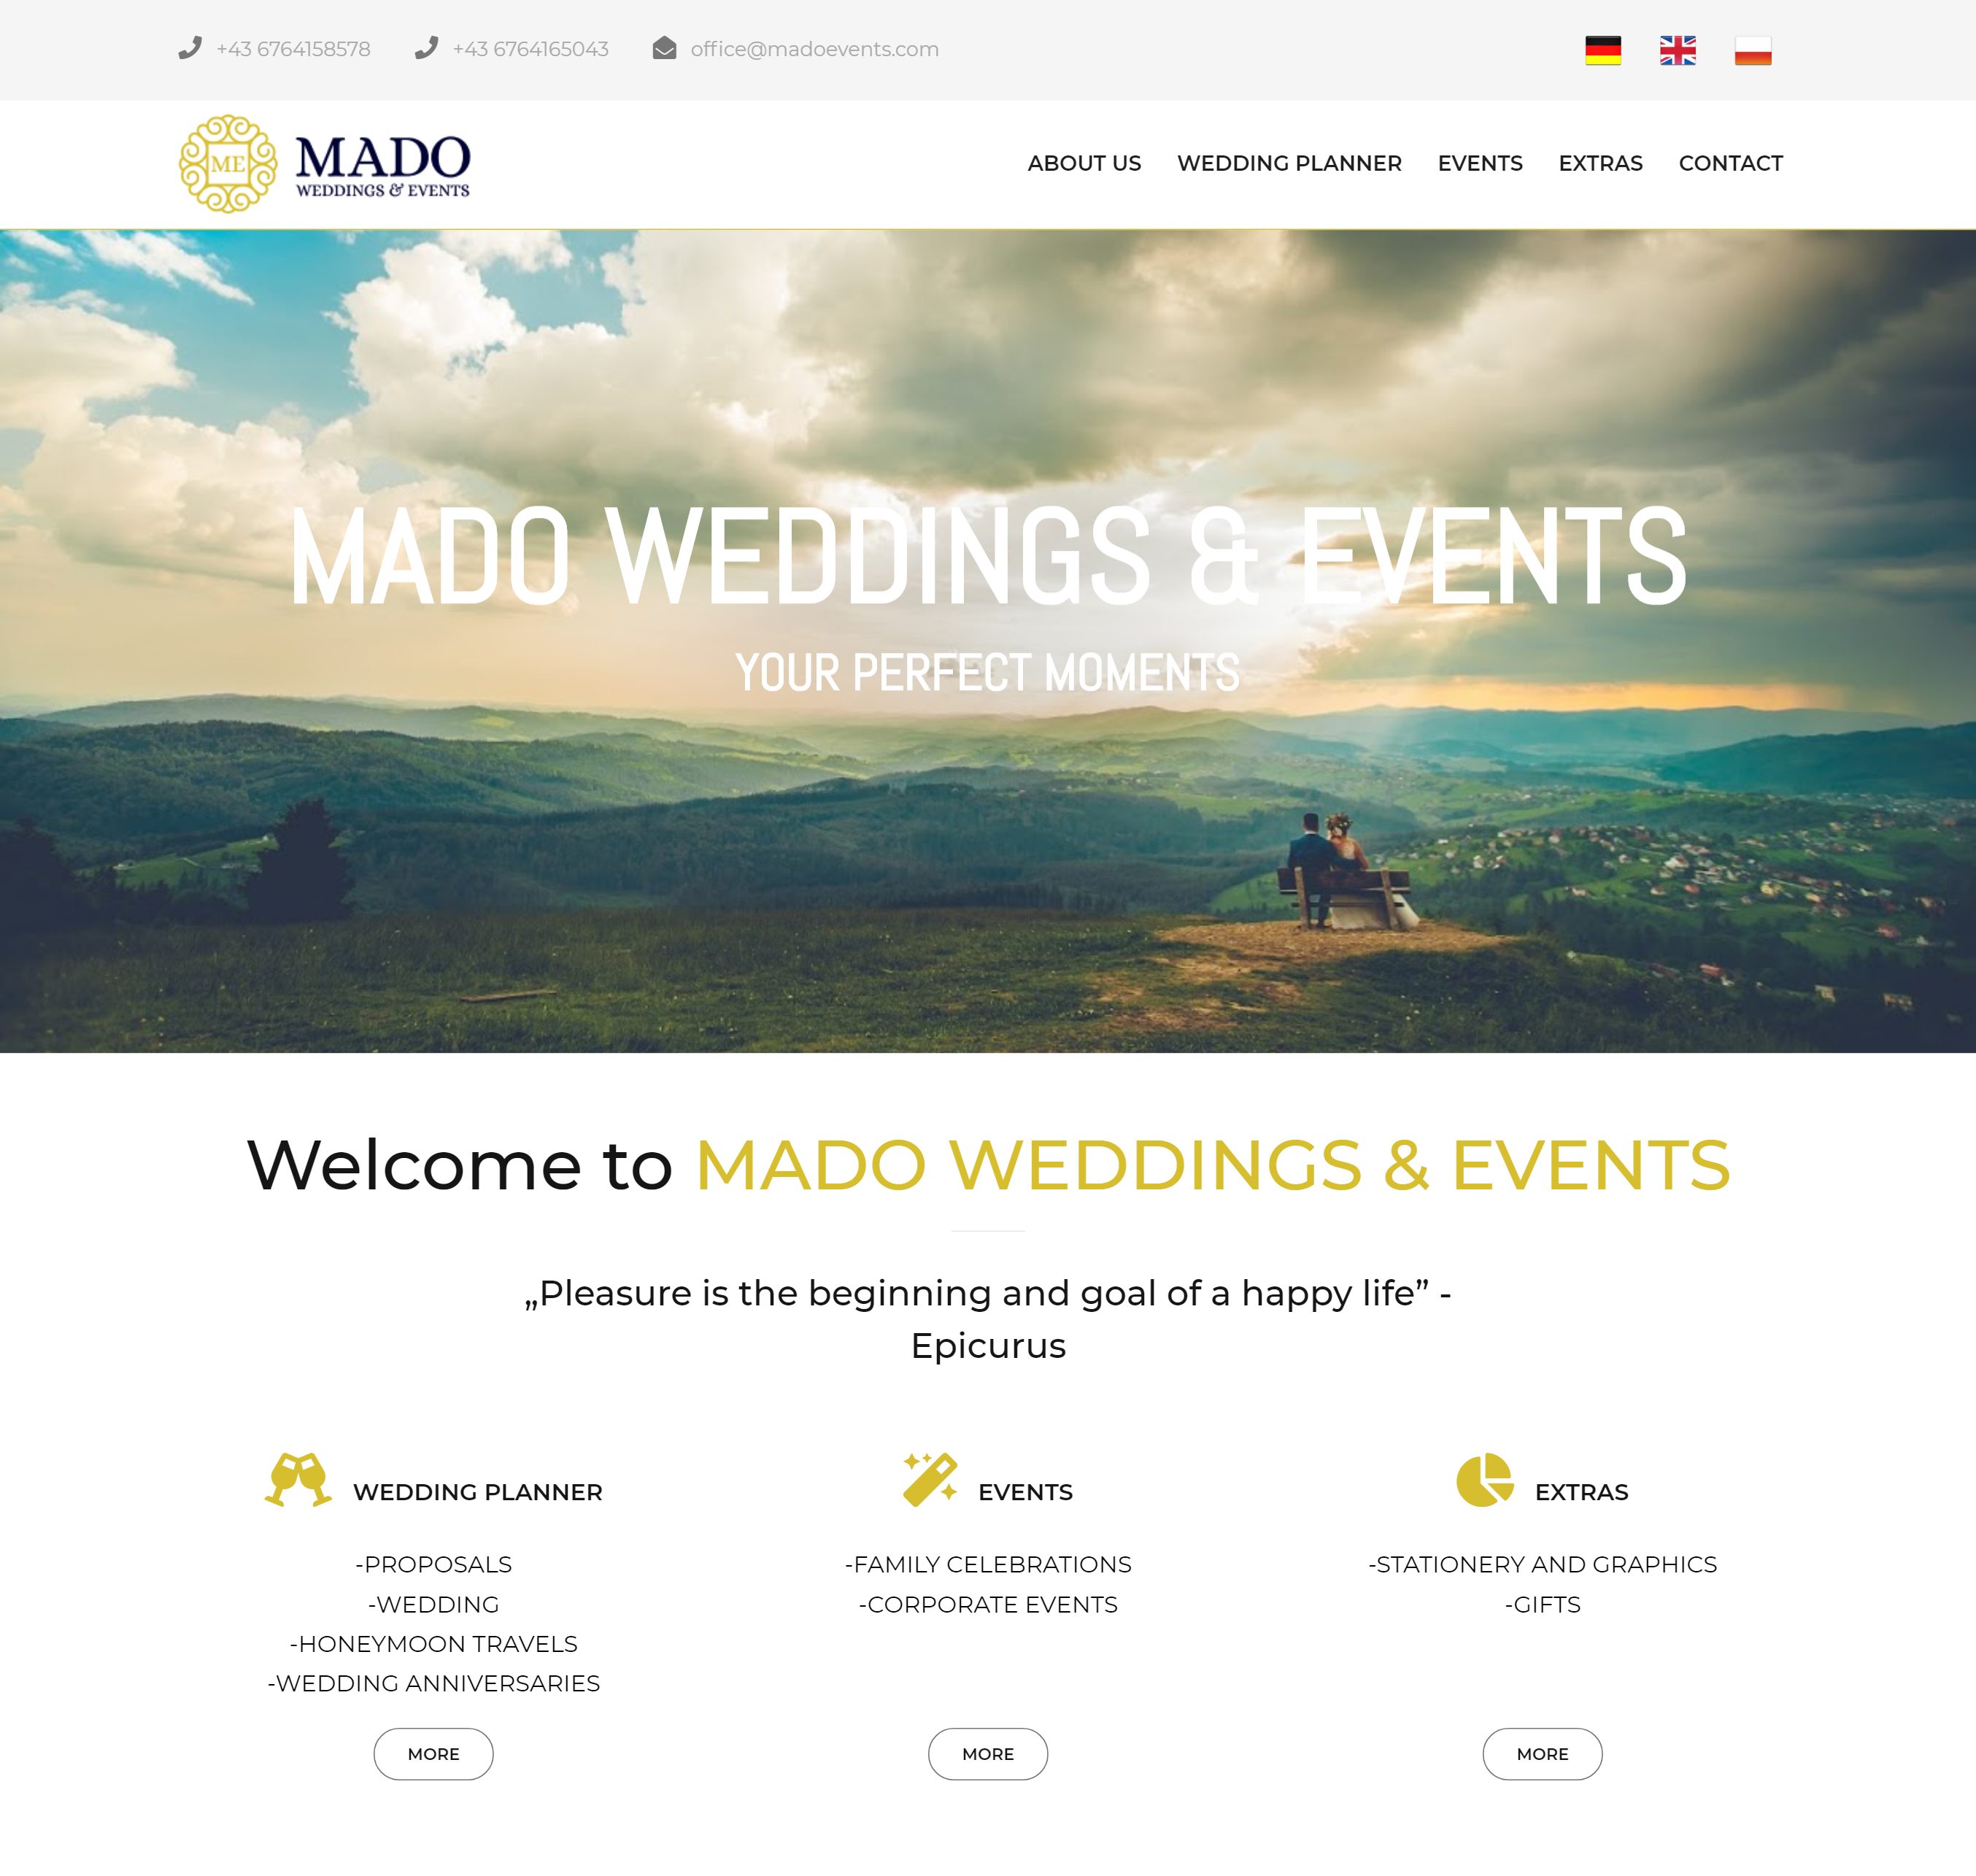 +43 6764158578 +43 6764165043 office@madoevents.com
ME
MADO
WEDDINGS & EVENTS
ABOUT US WEDDING PLANNER EVENTS EXTRAS CONTACT
MADO WEDDINGS & EVENTS
YOUR PERFECT MOMENTS
Welcome to MADO WEDDINGS & EVENTS
„Pleasure is the beginning and goal of a happy life” -
Epicurus
WEDDING PLANNER
-PROPOSALS
-WEDDING
-HONEYMOON TRAVELS
-WEDDING ANNIVERSARIES
MORE
EVENTS
-FAMILY CELEBRATIONS
-CORPORATE EVENTS
MORE
EXTRAS
-STATIONERY AND GRAPHICS
-GIFTS
MORE